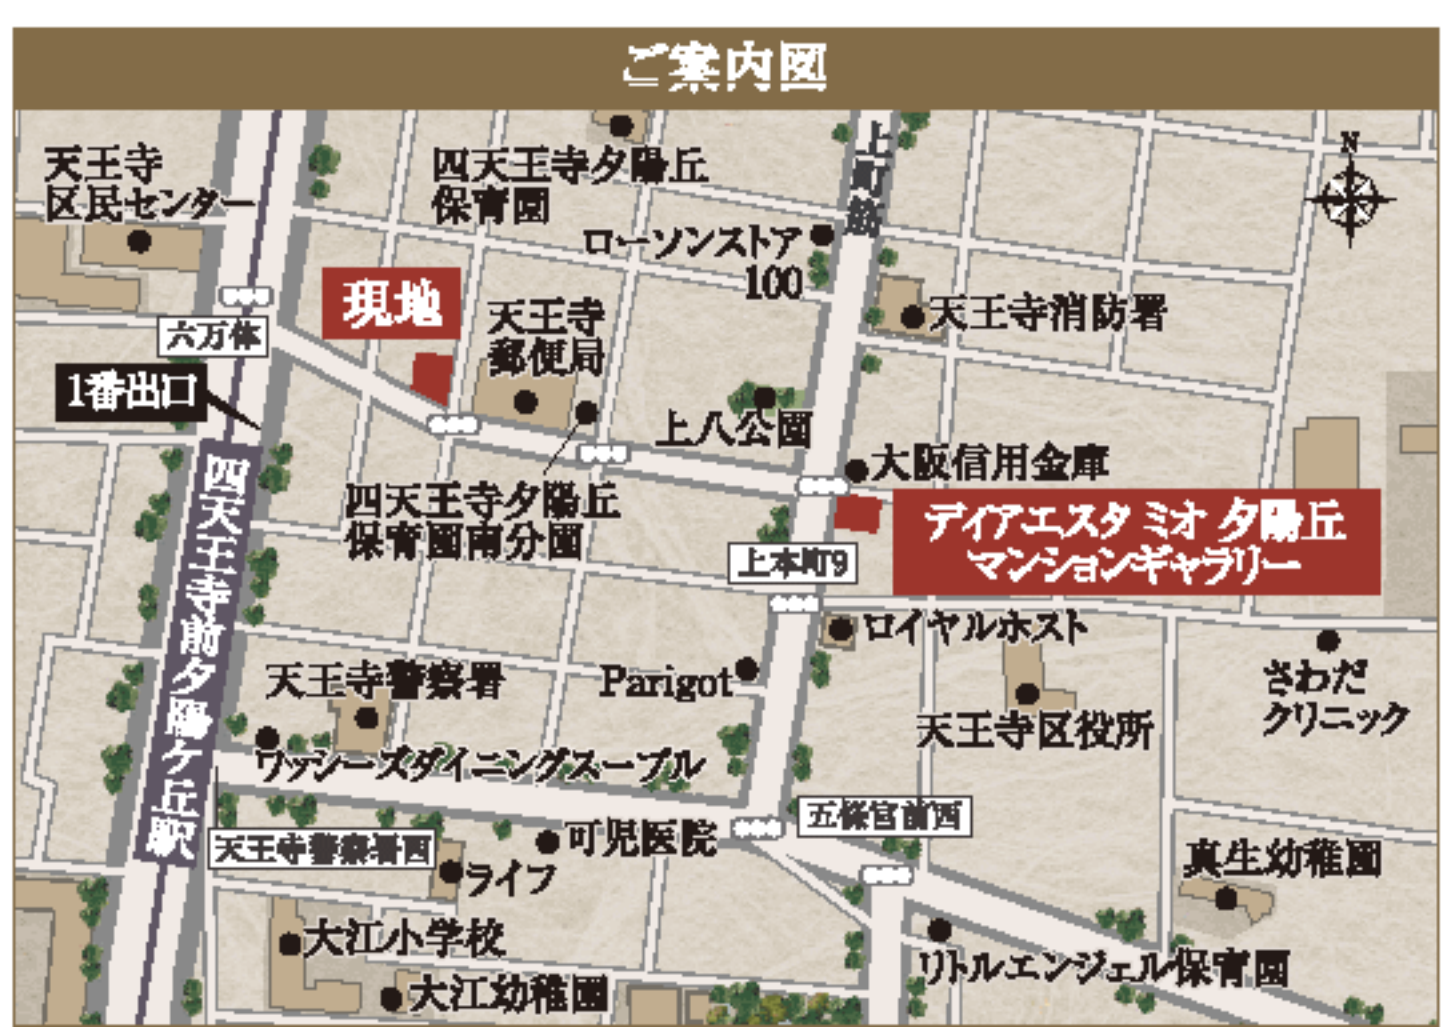 ご案内図
天王寺
区民センター
四天王寺夕陽丘
保育園
上町筋
N
ローソンストア
100
現地
天王寺
郵便局
天王寺消防署
六万体
1番出口
上八公園
大阪信用金庫
四天王寺夕陽丘
保育園南分園
ディアエスタ ミオ 夕陽丘
マンションギャラリー
上本町9
四天王寺前夕陽ケ丘駅
ロイヤルホスト
天王寺警察署
Parigot
さわだ
クリニック
天王寺区役所
ワッシーズダイニングスープル
五條宮前西
可児医院
天王寺警察署西
ライフ
真生幼稚園
大江小学校
リトルエンジェル保育園
大江幼稚園